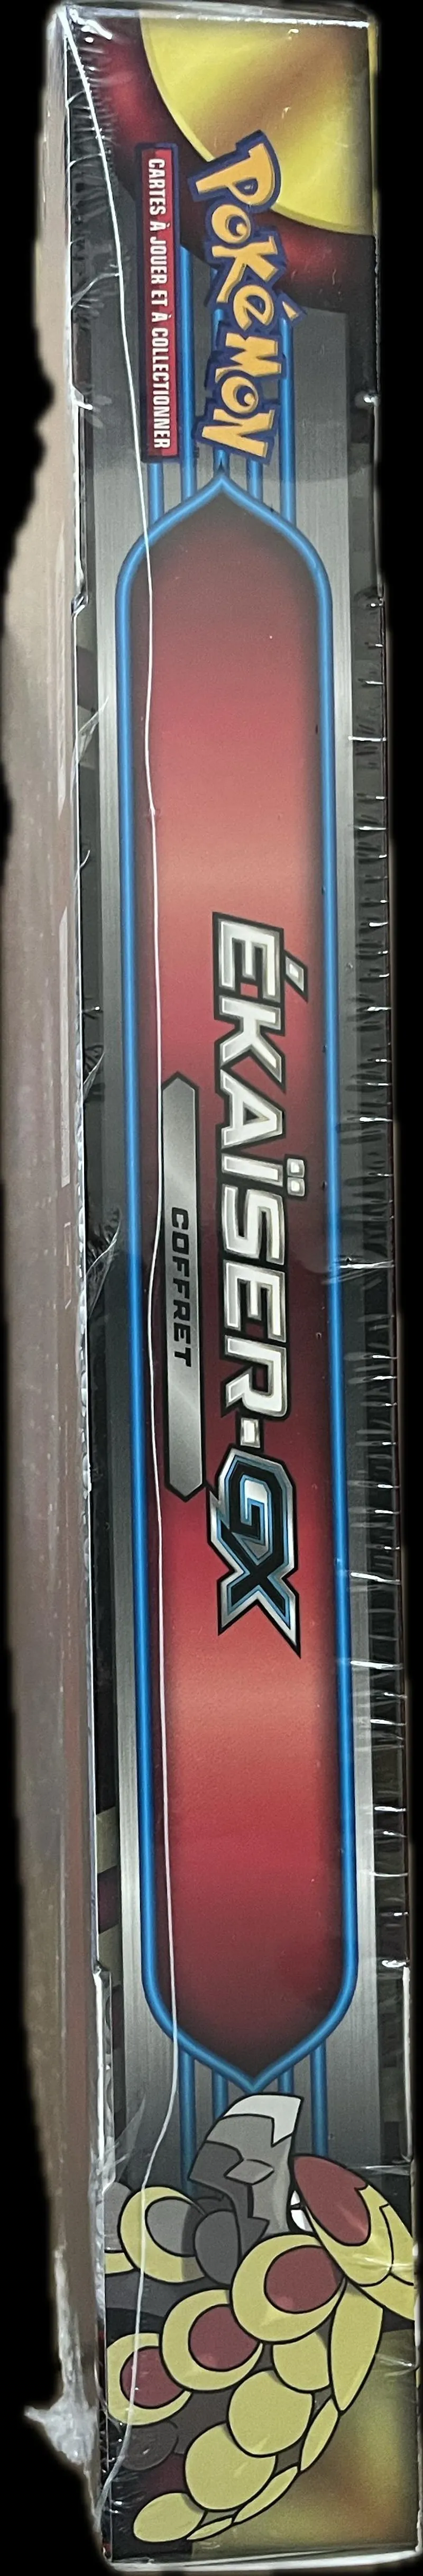 Pokémon
CARTES À JOUER ET À COLLECTIONNER
ÉKAÏSER-GX
COFFRET